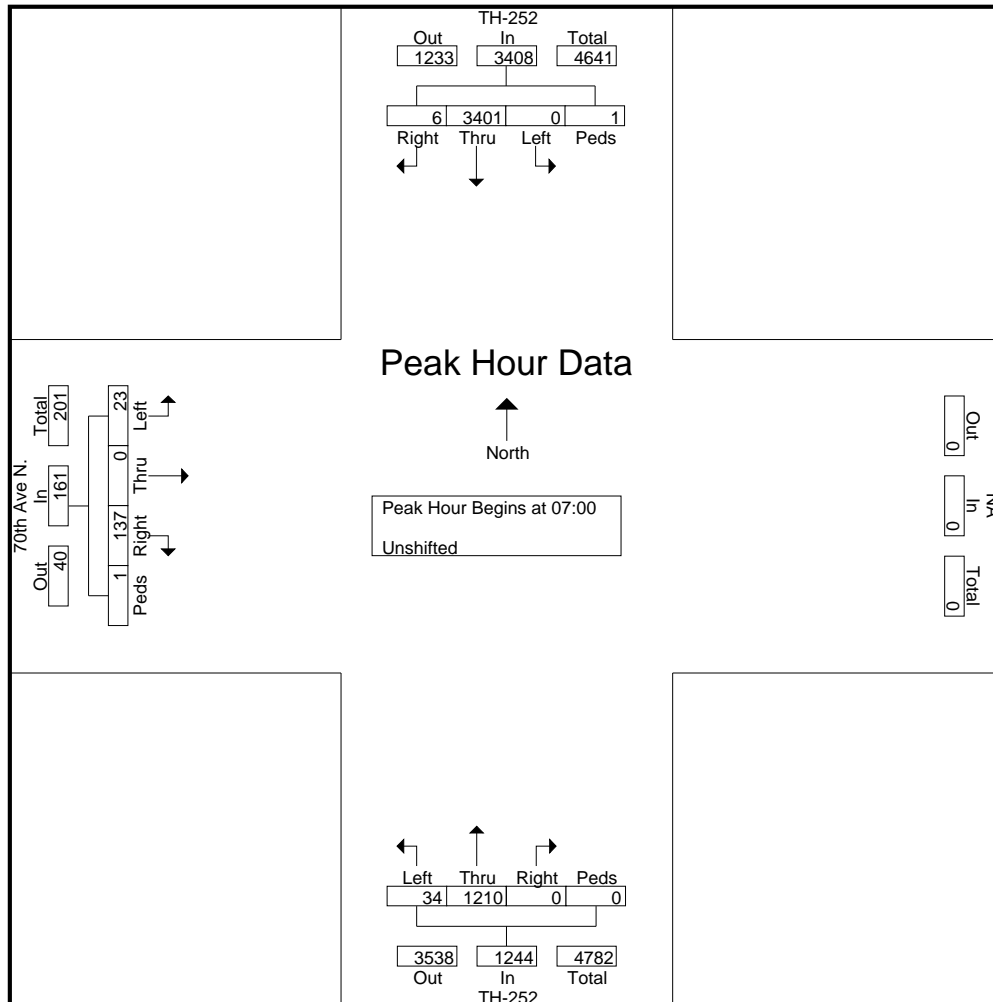 TH-252
Out In Total
1233 3408 4641
6 3401 0 1
Right Thru Left Peds
Peak Hour Data
North
Peak Hour Begins at 07:00
Unshifted
70th Ave N.
Out In Total
40 161 201
1 137 0 23
Peds Right Thru Left
Out In Total
0 0 0
NA
Left Thru Right Peds
34 1210 0 0
3538 1244 4782
Out In Total
TH-252